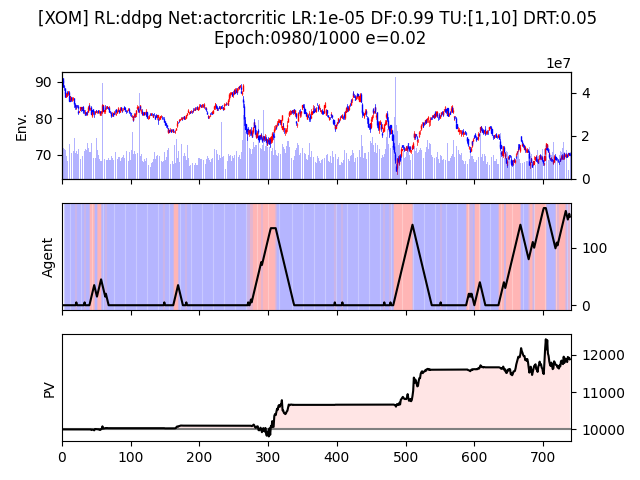 [XOM] RL:ddpg Net:actorcritic LR:1e-05 DF:0.99 TU:[1,10] DRT:0.05
Epoch:0980/1000 e=0.02
1e7
90
80
70
Env.
4
2
0
Agent
100
0
PV
12000
11000
10000
0 100 200 300 400 500 600 700